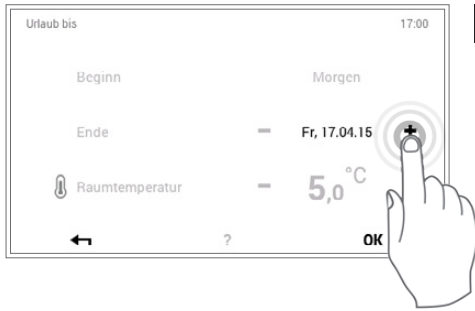 Urlaub bis 17:00
Beginn Morgen
Ende - Fr, 17.04.15 +
Raumtemperatur - 5,0 °C
? OK